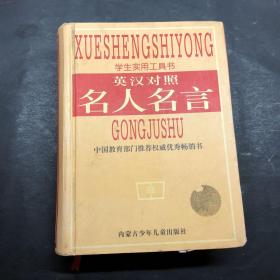 XUESHENGSHIYONG
学生实用工具书
英汉对照
名人名言
GONGJUSHU
中国教育部门推荐权威优秀畅销书
内蒙古少年儿童出版社